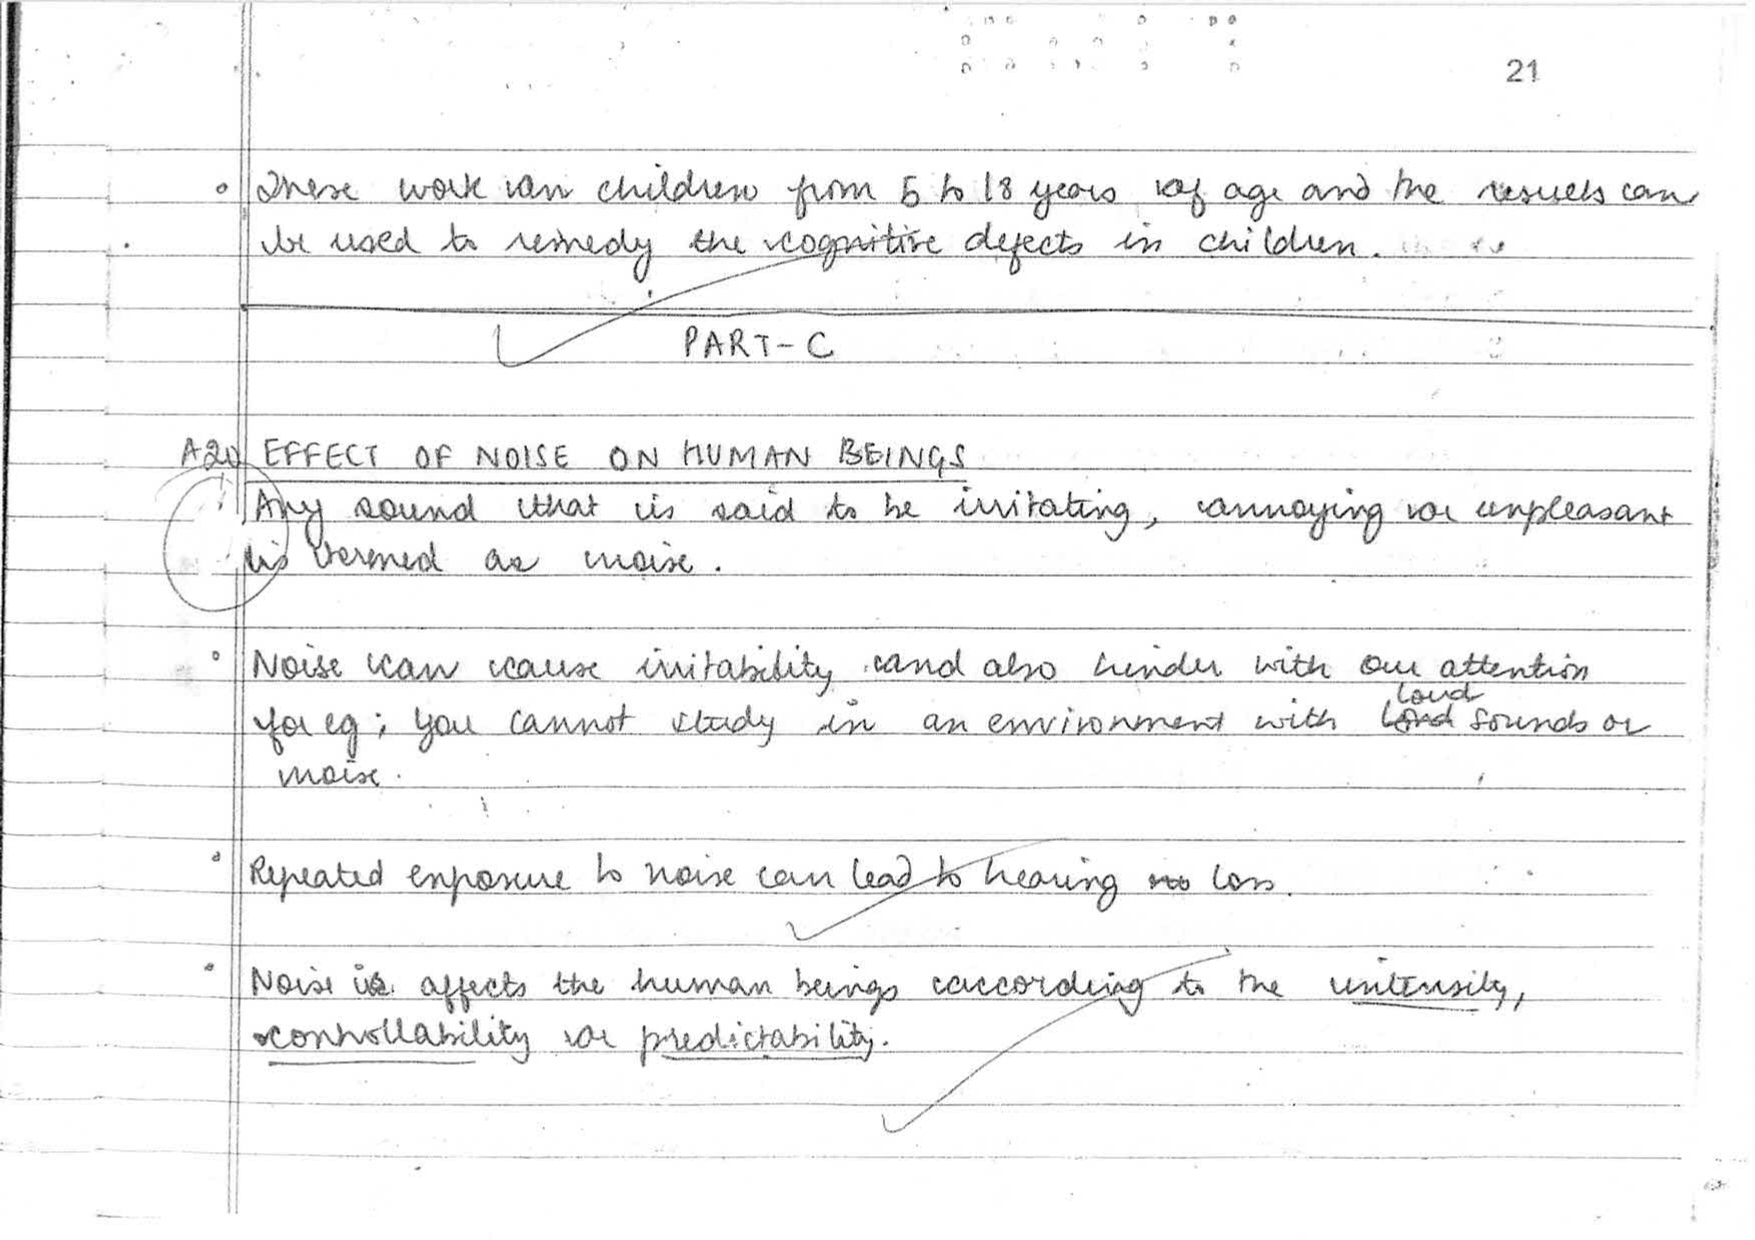 21
These work on children from 5 to 18 years of age and the results can
be used to remedy the cognitive defects in children.
PART-C
A20 EFFECT OF NOISE ON HUMAN BEINGS
Any sound that is said to be irritating, annoying or unpleasant
is termed as noise.
Noise can cause irritability and also hinder with our attention
for eg; you cannot study in an environment with loud sounds or
noise.
Repeated exposure to noise can lead to hearing loss.
Noise affects the human beings according to the intensity,
controllability or predictability.